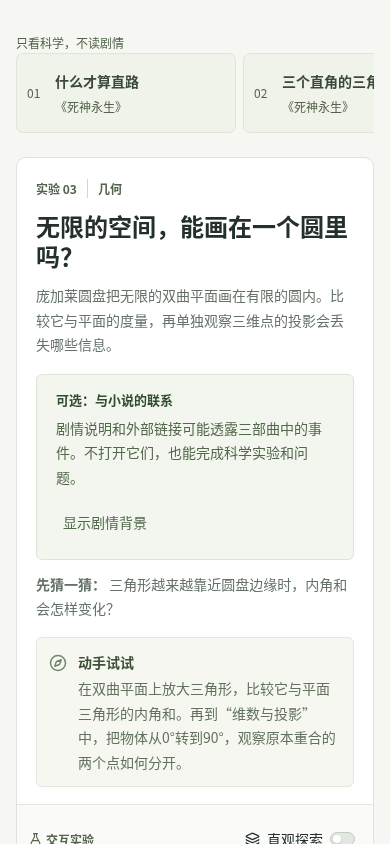 只看科学，不读剧情
01
什么才算直路
《死神永生》
02
三个直角的三角
《死神永生》
实验 03
几何
无限的空间，能画在一个圆里
吗？
庞加莱圆盘把无限的双曲平面画在有限的圆内。比
较它与平面的度量，再单独观察三维点的投影会丢
失哪些信息。
可选：与小说的联系
剧情说明和外部链接可能透露三部曲中的事
件。不打开它们，也能完成科学实验和问
题。
显示剧情背景
先猜一猜： 三角形越来越靠近圆盘边缘时，内角和
会怎样变化？
动手试试
在双曲平面上放大三角形，比较它与平面
三角形的内角和。再到“维数与投影”
中，把物体从0°转到90°，观察原本重合的
两个点如何分开。
交互实验
直观探索